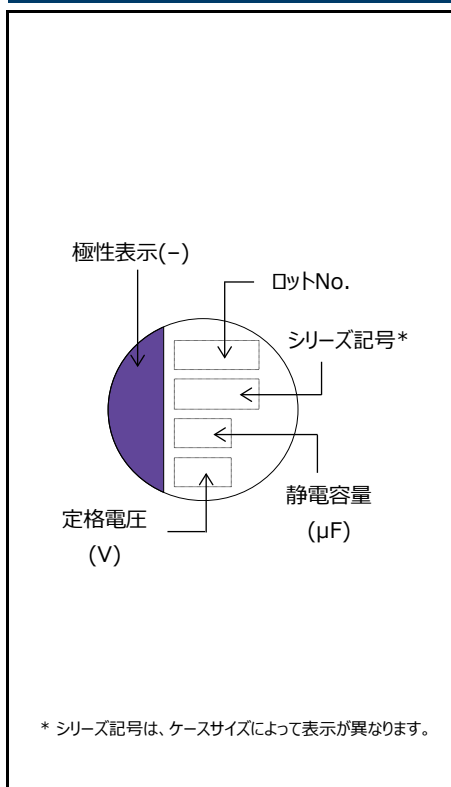 極性表示(−)
ロットNo.
シリーズ記号*
静電容量
(μF)
定格電圧
(V)
* シリーズ記号は、ケースサイズによって表示が異なります。